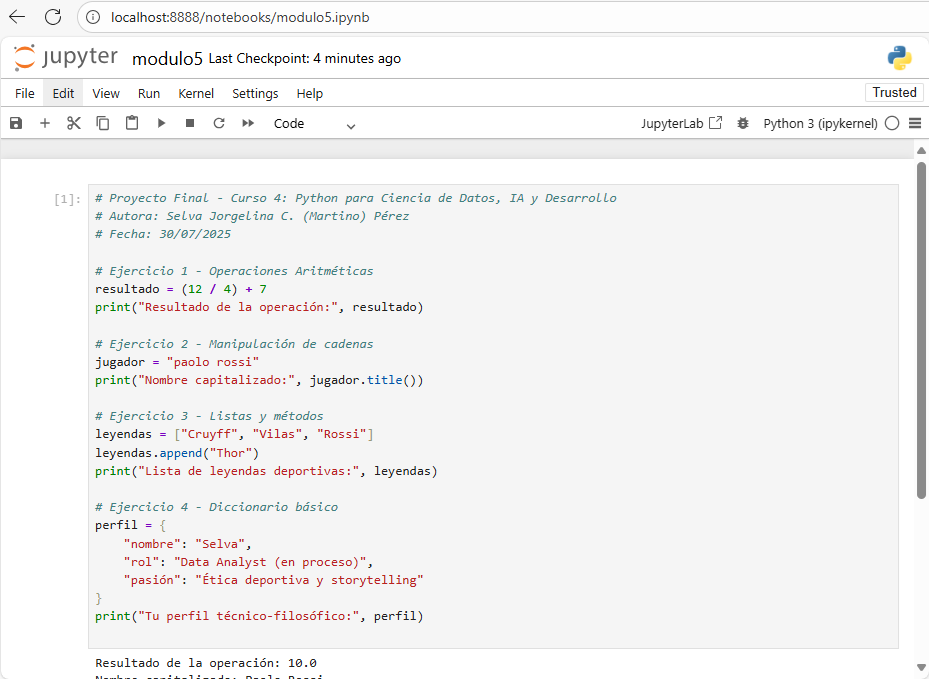 localhost:8888/notebooks/modulo5.ipynb
jupyter modulo5 Last Checkpoint: 4 minutes ago
File Edit View Run Kernel Settings Help Trusted
Code JupyterLab Python 3 (ipykernel)
[1]:
# Proyecto Final - Curso 4: Python para Ciencia de Datos, IA y Desarrollo
# Autora: Selva Jorgelina C. (Martino) Pérez
# Fecha: 30/07/2025
# Ejercicio 1 - Operaciones Aritméticas
resultado = (12 / 4) + 7
print("Resultado de la operación:", resultado)
# Ejercicio 2 - Manipulación de cadenas
jugador = "paolo rossi"
print("Nombre capitalizado:", jugador.title())
# Ejercicio 3 - Listas y métodos
leyendas = ["Cruyff", "Vilas", "Rossi"]
leyendas.append("Thor")
print("Lista de leyendas deportivas:", leyendas)
# Ejercicio 4 - Diccionario básico
perfil = {
    "nombre": "Selva",
    "rol": "Data Analyst (en proceso)",
    "pasión": "Ética deportiva y storytelling"
}
print("Tu perfil técnico-filosófico:", perfil)
Resultado de la operación: 10.0
Nombre capitalizado: Paolo Rossi